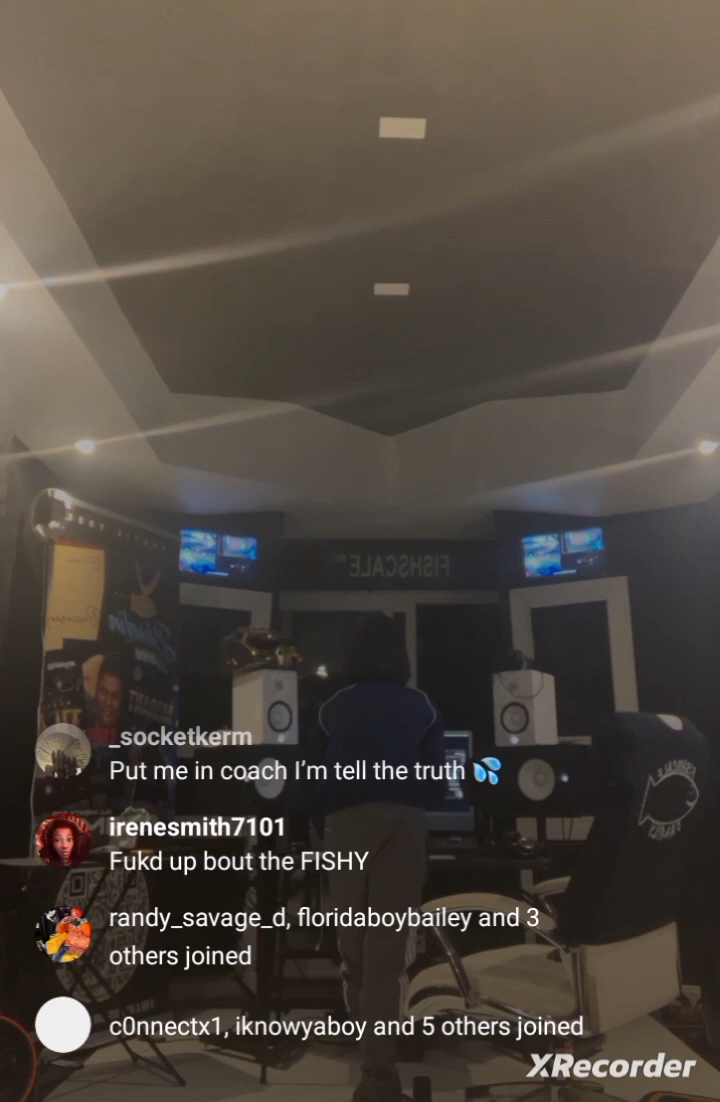 FISHSCALE
_socketkerm
Put me in coach I’m tell the truth 💦
irenesmith7101
Fukd up bout the FISHY
randy_savage_d, floridaboybailey and 3
others joined
c0nnectx1, iknowyaboy and 5 others joined
XRecorder